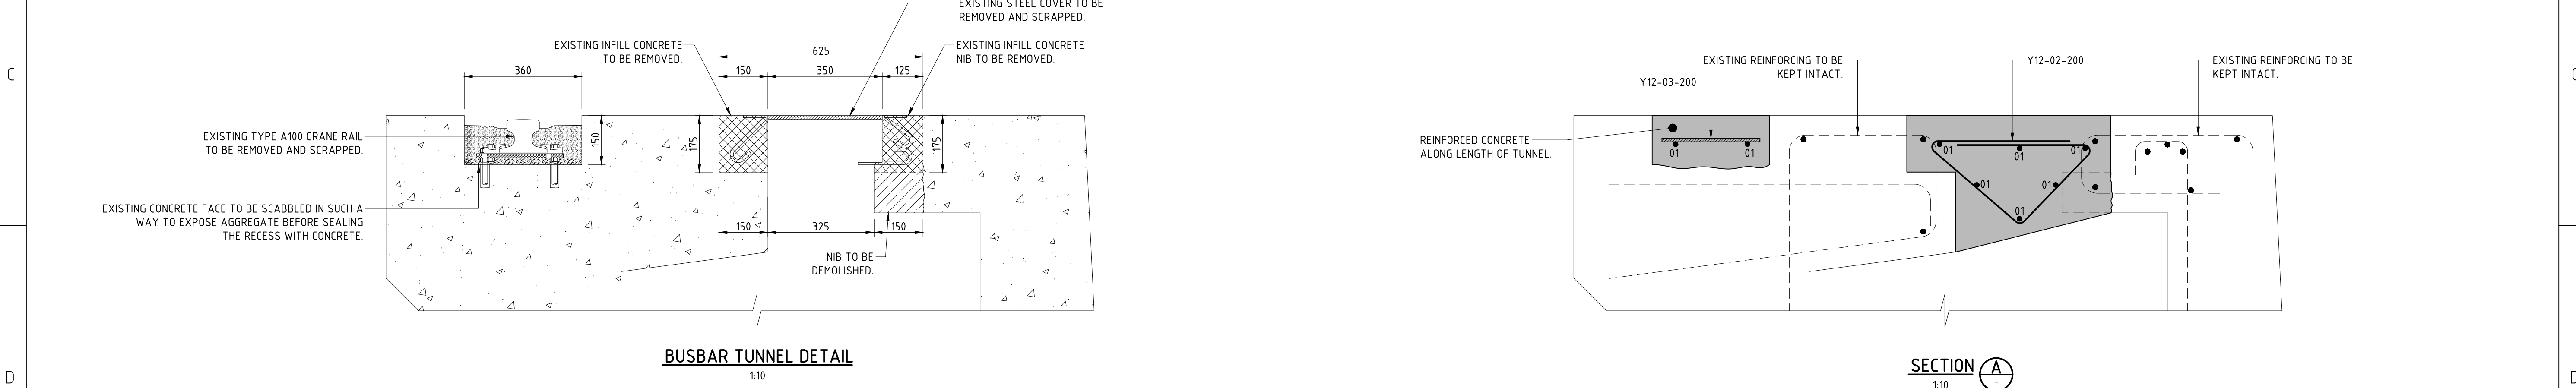 EXISTING STEEL COVER TO BE
REMOVED AND SCRAPPED.
EXISTING INFILL CONCRETE
TO BE REMOVED.
625
EXISTING INFILL CONCRETE
NIB TO BE REMOVED.
C
360
150
350
125
EXISTING TYPE A100 CRANE RAIL
TO BE REMOVED AND SCRAPPED.
150
175
175
EXISTING CONCRETE FACE TO BE SCABBLED IN SUCH A
WAY TO EXPOSE AGGREGATE BEFORE SEALING
THE RECESS WITH CONCRETE.
150
325
150
NIB TO BE
DEMOLISHED.
BUSBAR TUNNEL DETAIL
1:10
D
EXISTING REINFORCING TO BE
KEPT INTACT.
Y12-02-200
EXISTING REINFORCING TO BE
KEPT INTACT.
Y12-03-200
REINFORCED CONCRETE
ALONG LENGTH OF TUNNEL.
01
01
01
01
01
01
01
01
SECTION
A
-
1:10